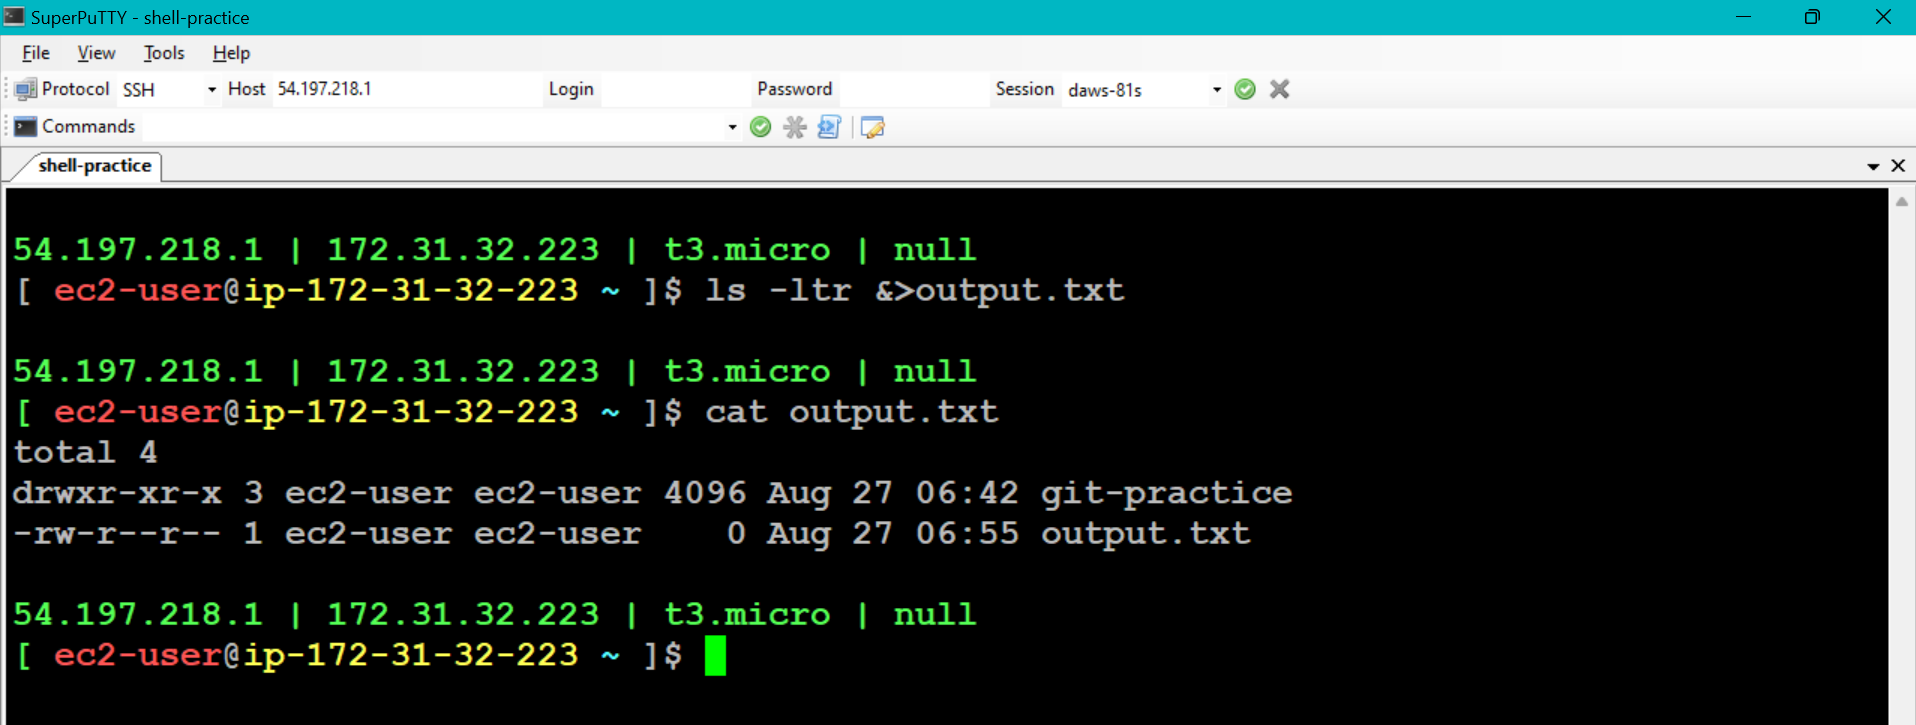 SuperPuTTY - shell-practice
File View Tools Help
Protocol SSH Host 54.197.218.1 Login Password Session daws-81s
Commands
shell-practice
54.197.218.1 | 172.31.32.223 | t3.micro | null
[ ec2-user@ip-172-31-32-223 ~ ]$ ls -ltr &>output.txt
54.197.218.1 | 172.31.32.223 | t3.micro | null
[ ec2-user@ip-172-31-32-223 ~ ]$ cat output.txt
total 4
drwxr-xr-x 3 ec2-user ec2-user 4096 Aug 27 06:42 git-practice
-rw-r--r-- 1 ec2-user ec2-user    0 Aug 27 06:55 output.txt
54.197.218.1 | 172.31.32.223 | t3.micro | null
[ ec2-user@ip-172-31-32-223 ~ ]$